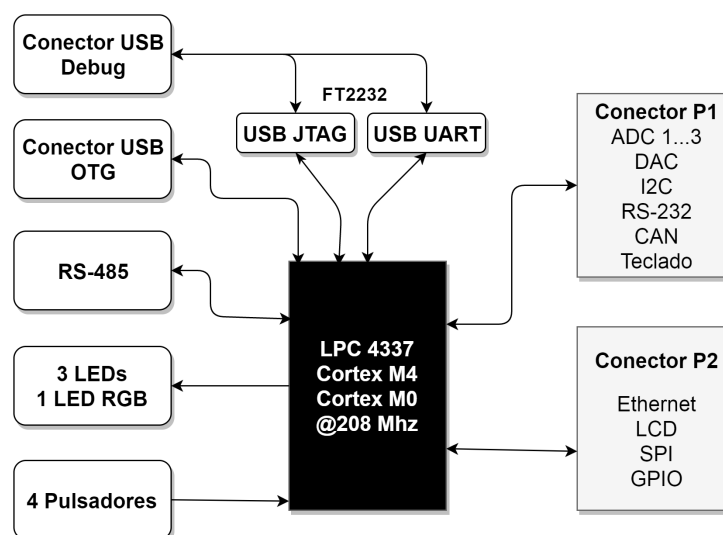 Conector USB
Debug
FT2232
USB JTAG
USB UART
Conector USB
OTG
RS-485
3 LEDs
1 LED RGB
4 Pulsadores
LPC 4337
Cortex M4
Cortex M0
@208 Mhz
Conector P1
ADC 1...3
DAC
I2C
RS-232
CAN
Teclado
Conector P2
Ethernet
LCD
SPI
GPIO